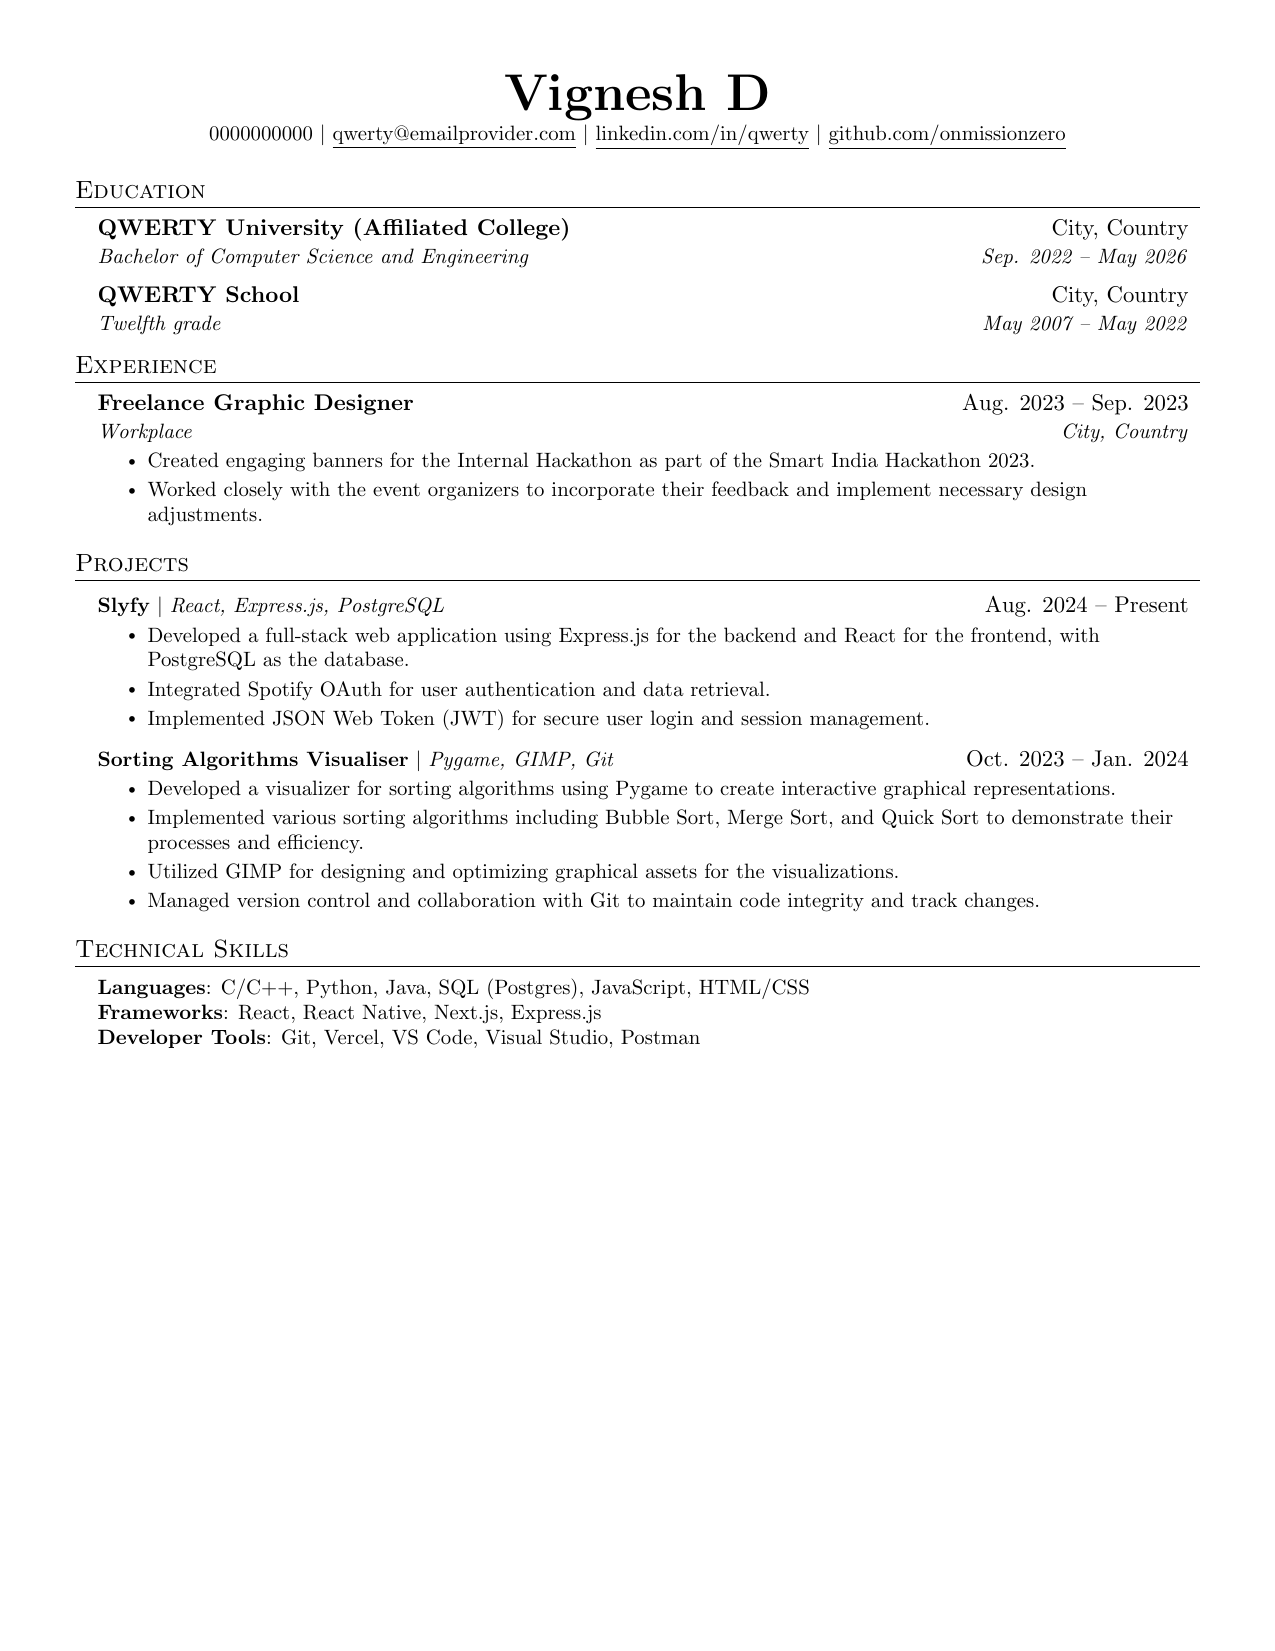 Vignesh D
0000000000 | qwerty@emailprovider.com | linkedin.com/in/qwerty | github.com/onmissionzero
Education
QWERTY University (Affiliated College) City, Country
Bachelor of Computer Science and Engineering Sep. 2022 – May 2026
QWERTY School City, Country
Twelfth grade May 2007 – May 2022
Experience
Freelance Graphic Designer Aug. 2023 – Sep. 2023
Workplace City, Country
• Created engaging banners for the Internal Hackathon as part of the Smart India Hackathon 2023.
• Worked closely with the event organizers to incorporate their feedback and implement necessary design
adjustments.
Projects
Slyfy | React, Express.js, PostgreSQL Aug. 2024 – Present
• Developed a full-stack web application using Express.js for the backend and React for the frontend, with
PostgreSQL as the database.
• Integrated Spotify OAuth for user authentication and data retrieval.
• Implemented JSON Web Token (JWT) for secure user login and session management.
Sorting Algorithms Visualiser | Pygame, GIMP, Git Oct. 2023 – Jan. 2024
• Developed a visualizer for sorting algorithms using Pygame to create interactive graphical representations.
• Implemented various sorting algorithms including Bubble Sort, Merge Sort, and Quick Sort to demonstrate their
processes and efficiency.
• Utilized GIMP for designing and optimizing graphical assets for the visualizations.
• Managed version control and collaboration with Git to maintain code integrity and track changes.
Technical Skills
Languages: C/C++, Python, Java, SQL (Postgres), JavaScript, HTML/CSS
Frameworks: React, React Native, Next.js, Express.js
Developer Tools: Git, Vercel, VS Code, Visual Studio, Postman